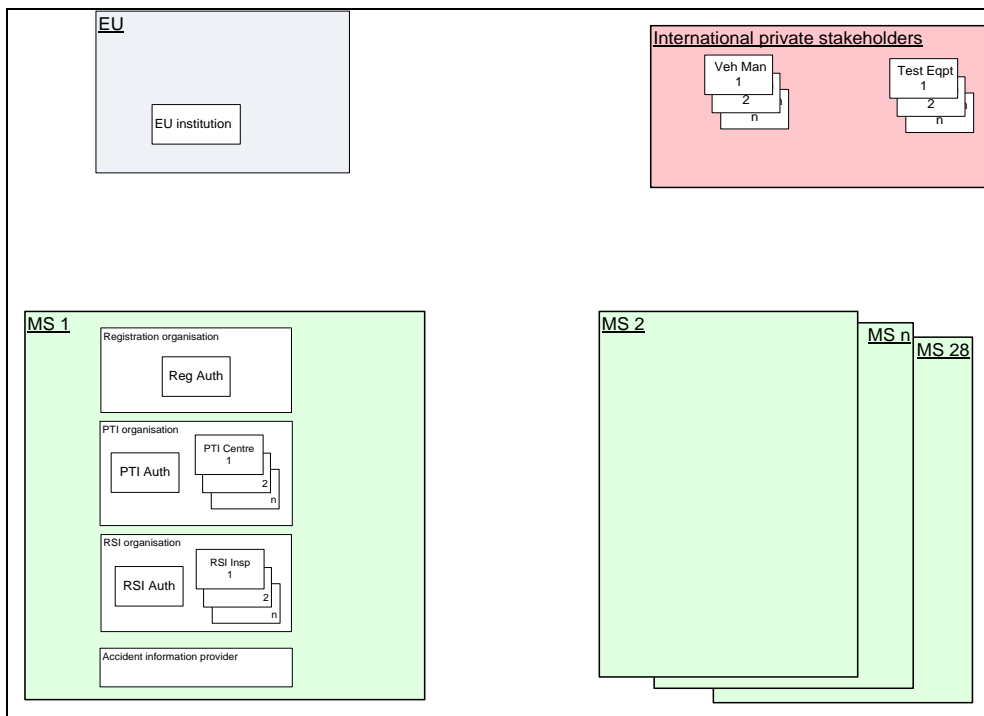 EU
EU institution
International private stakeholders
Veh Man
1
2
n
Test Eqpt
1
2
n
MS 1
Registration organisation
Reg Auth
PTI organisation
PTI Auth
PTI Centre
1
2
n
RSI organisation
RSI Auth
RSI Insp
1
2
n
Accident information provider
MS 2
MS n
MS 28